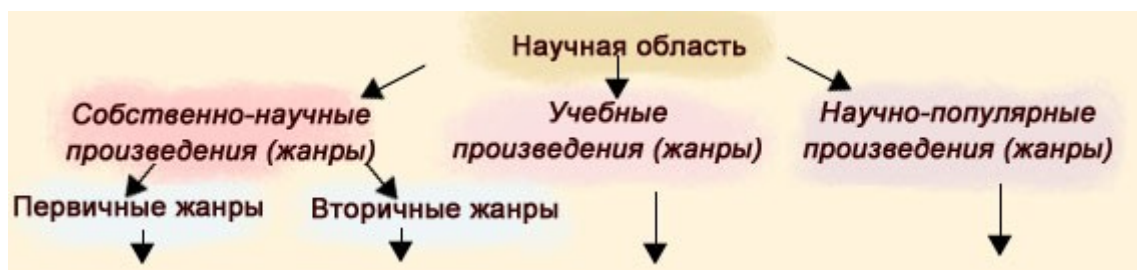 Научная область
Собственно-научные
произведения (жанры)
Учебные
произведения (жанры)
Научно-популярные
произведения (жанры)
Первичные жанры
Вторичные жанры